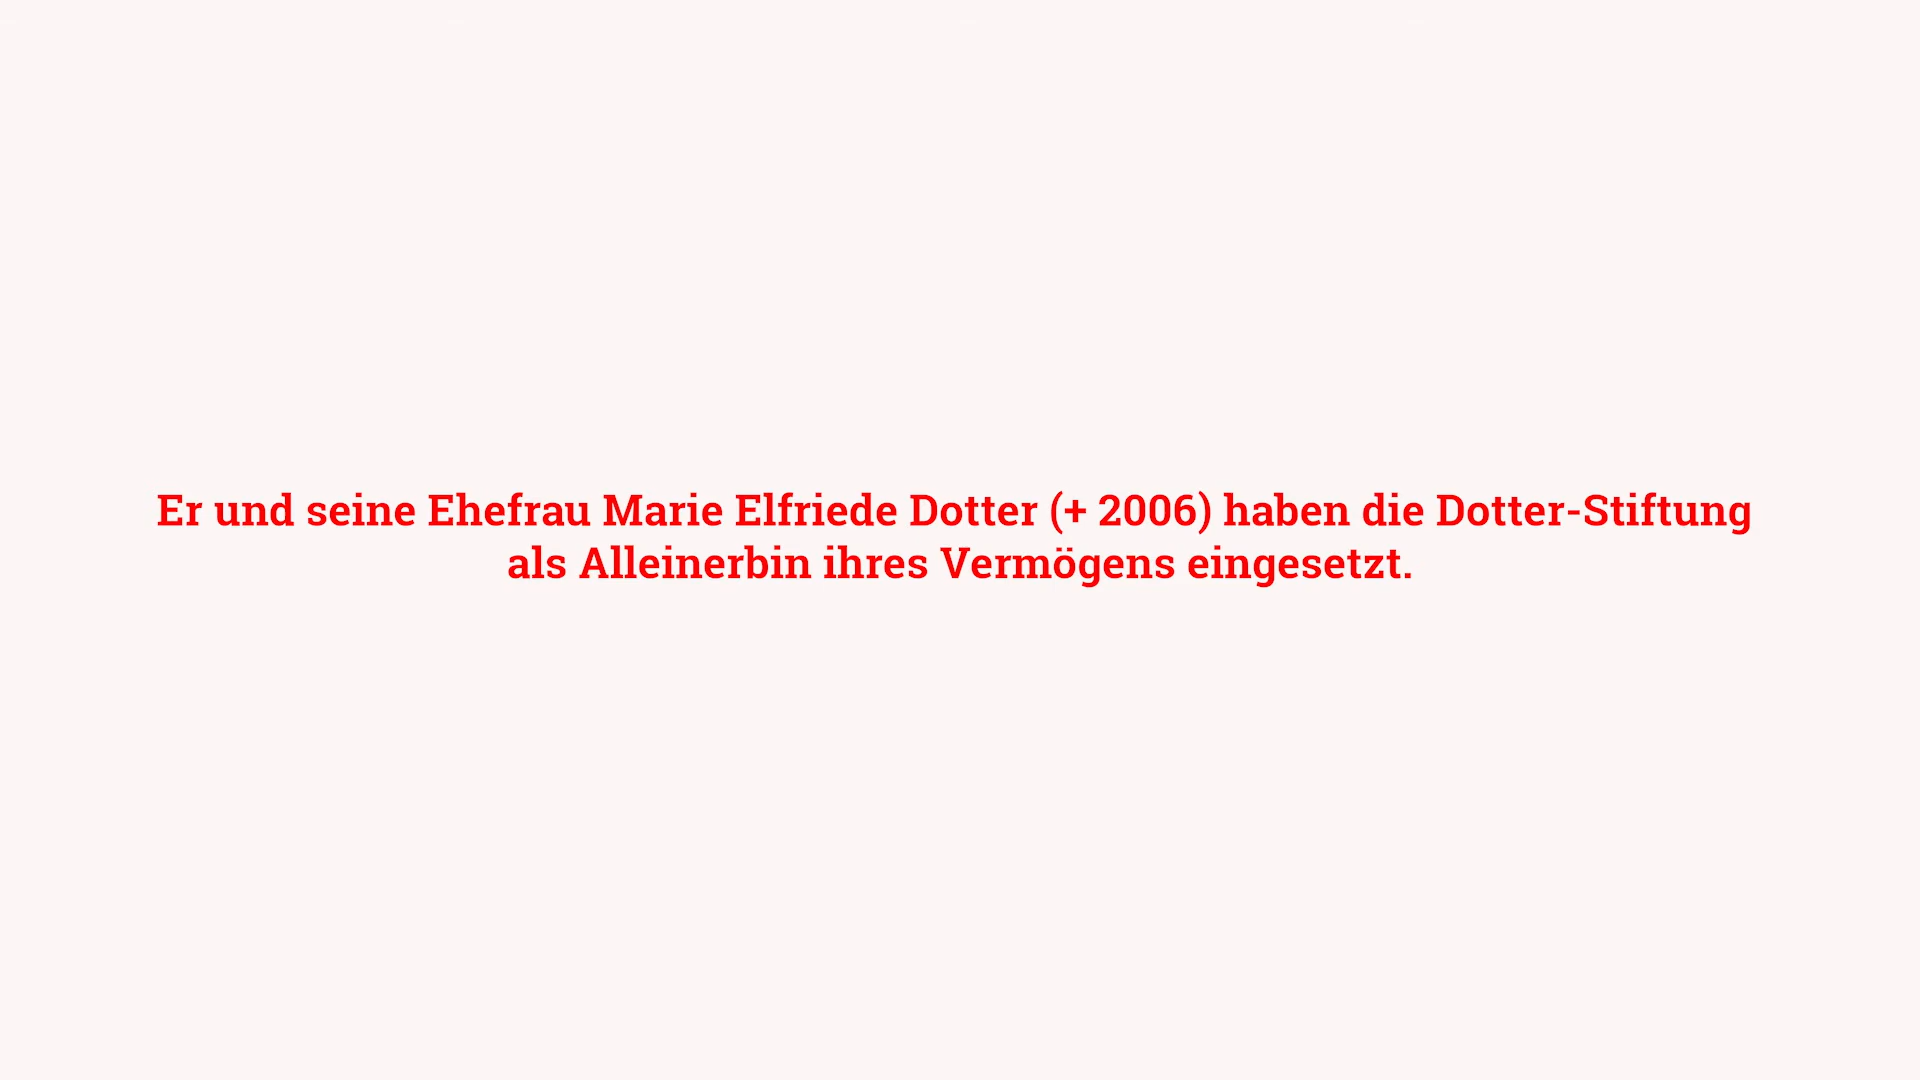 Er und seine Ehefrau Marie Elfriede Dotter (+ 2006) haben die Dotter-Stiftung
als Alleinerbin ihres Vermögens eingesetzt.